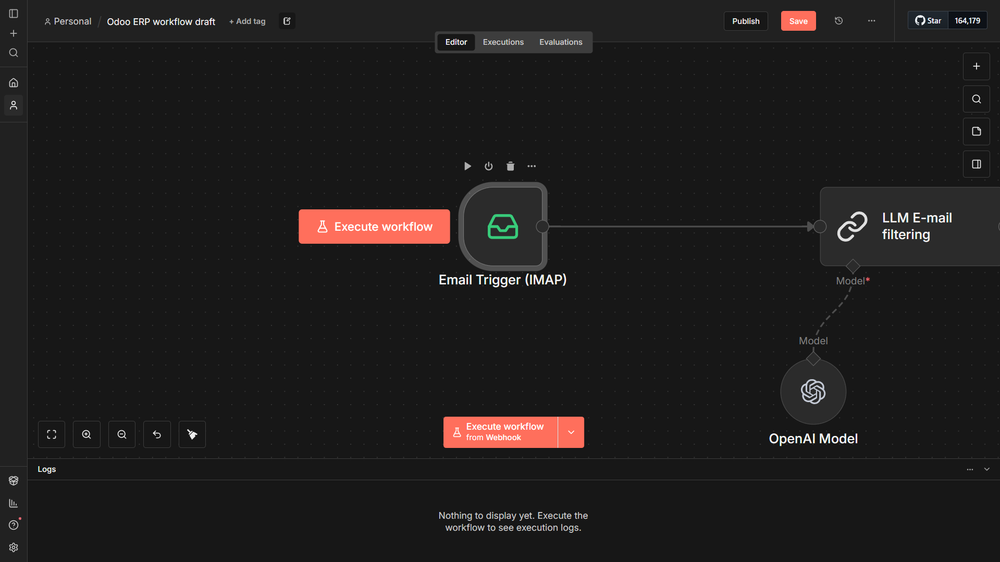 Personal / Odoo ERP workflow draft + Add tag
Publish
Save
Star 164,179
Editor Executions Evaluations
Execute workflow
Email Trigger (IMAP)
LLM E-mail
filtering
Model*
Model
OpenAI Model
Execute workflow
from Webhook
Logs
Nothing to display yet. Execute the
workflow to see execution logs.